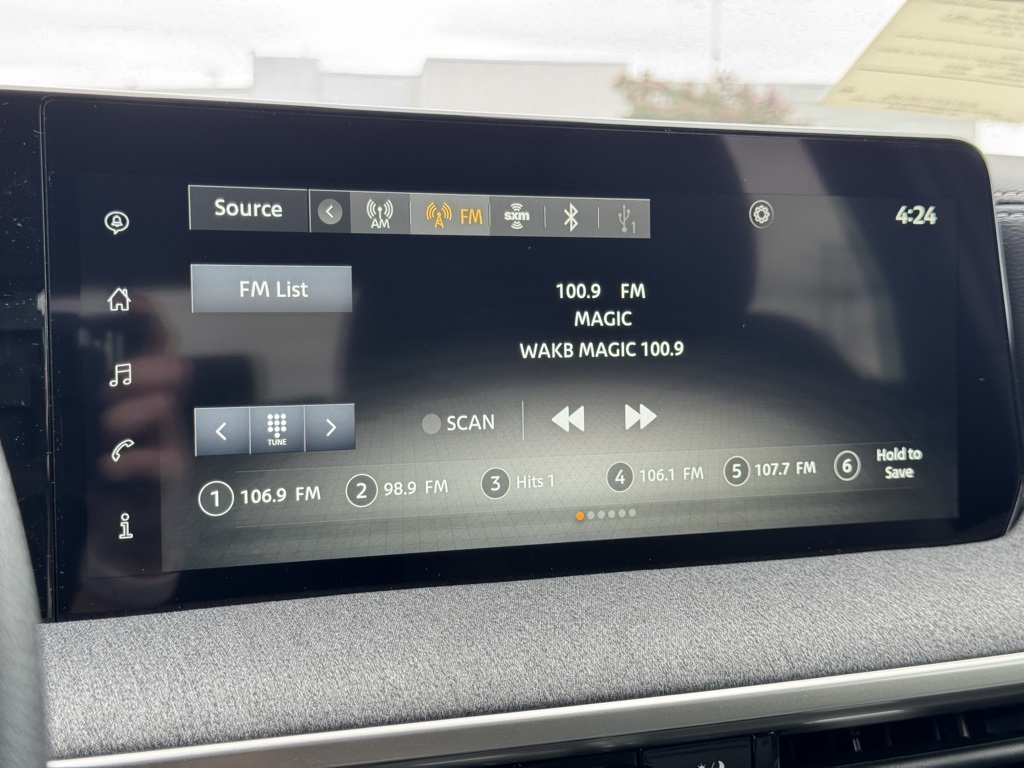 Source
AM
FM
sxm
1
4:24
FM List
100.9 FM
MAGIC
WAKB MAGIC 100.9
TUNE
SCAN
1 106.9 FM
2 98.9 FM
3 Hits 1
4 106.1 FM
5 107.7 FM
6 Hold to
Save